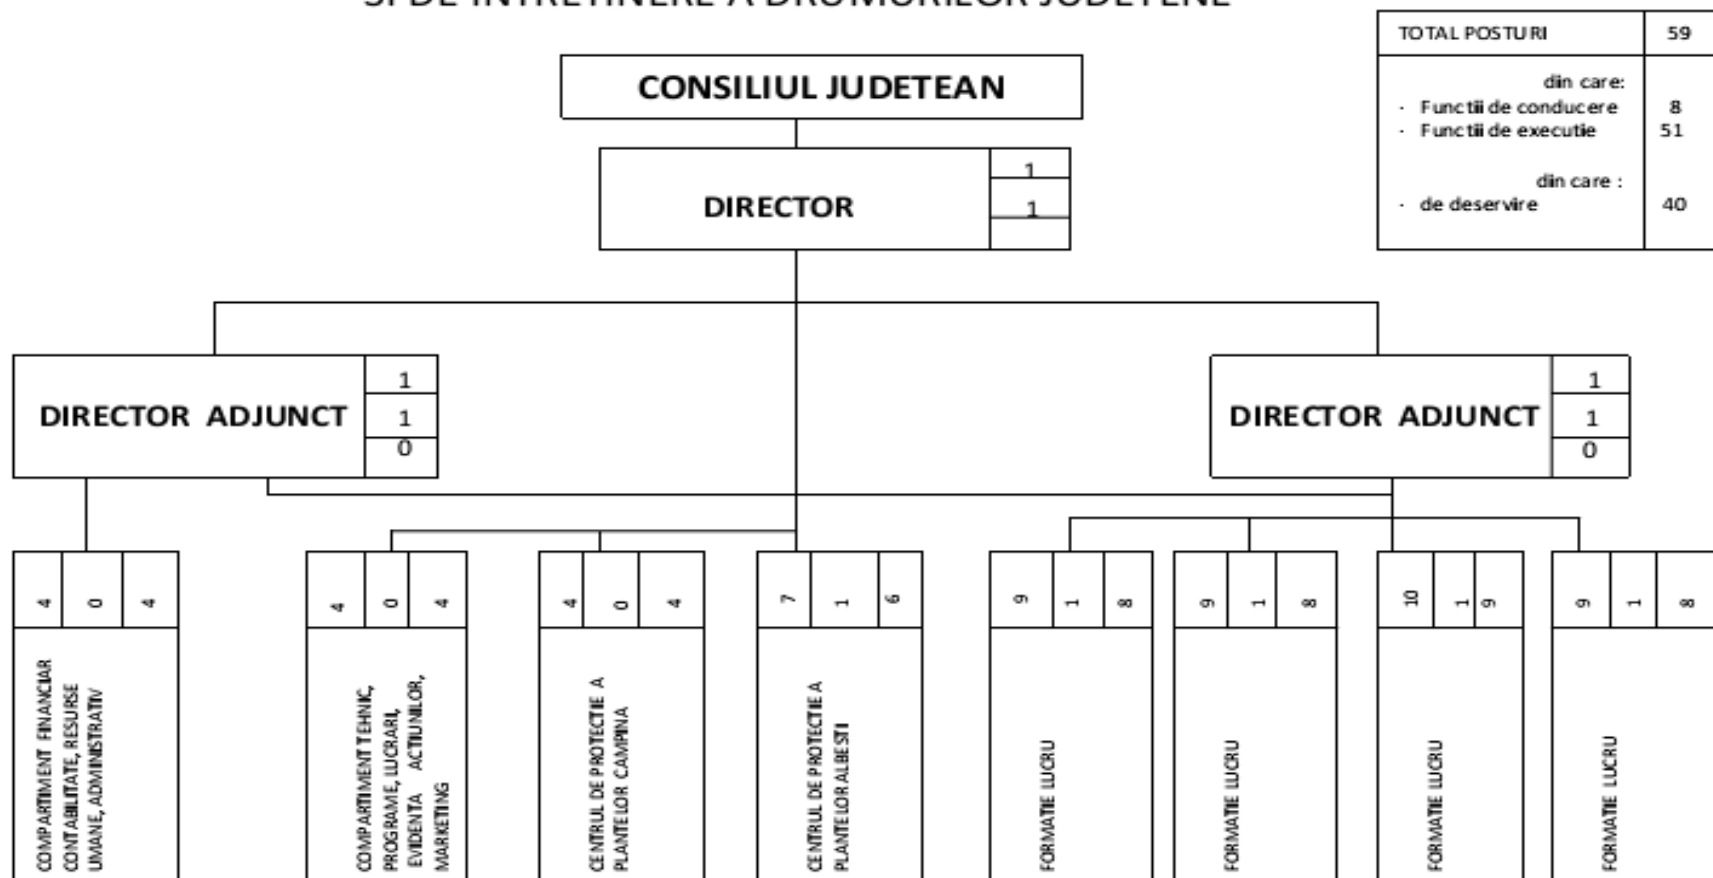 SI DE INTRETINERE A DRUMURILOR JUDETENE
TOTAL POSTURI 59
din care:
· Functii de conducere 8
· Functii de executie 51
din care :
· de deservire 40
CONSILIUL JUDETEAN
DIRECTOR
1
1
DIRECTOR ADJUNCT
1
1
0
DIRECTOR ADJUNCT
1
1
0
4 0 4
COMPARTIMENT FINANCIAR
CONTABILITATE, RESURSE
UMANE, ADMINISTRATIV
4 0 4
COMPARTIMENT TEHNIC,
PROGRAME, LUCRARI,
EVIDENTA ACTIUNILOR,
MARKETING
4 0 4
CENTRUL DE PROTECTIE A
PLANTELOR CAMPINA
7 1 6
CENTRUL DE PROTECTIE A
PLANTELOR ALBESTI
9 1 8
FORMATIE LUCRU
9 1 8
FORMATIE LUCRU
10 1 9
FORMATIE LUCRU
9 1 8
FORMATIE LUCRU